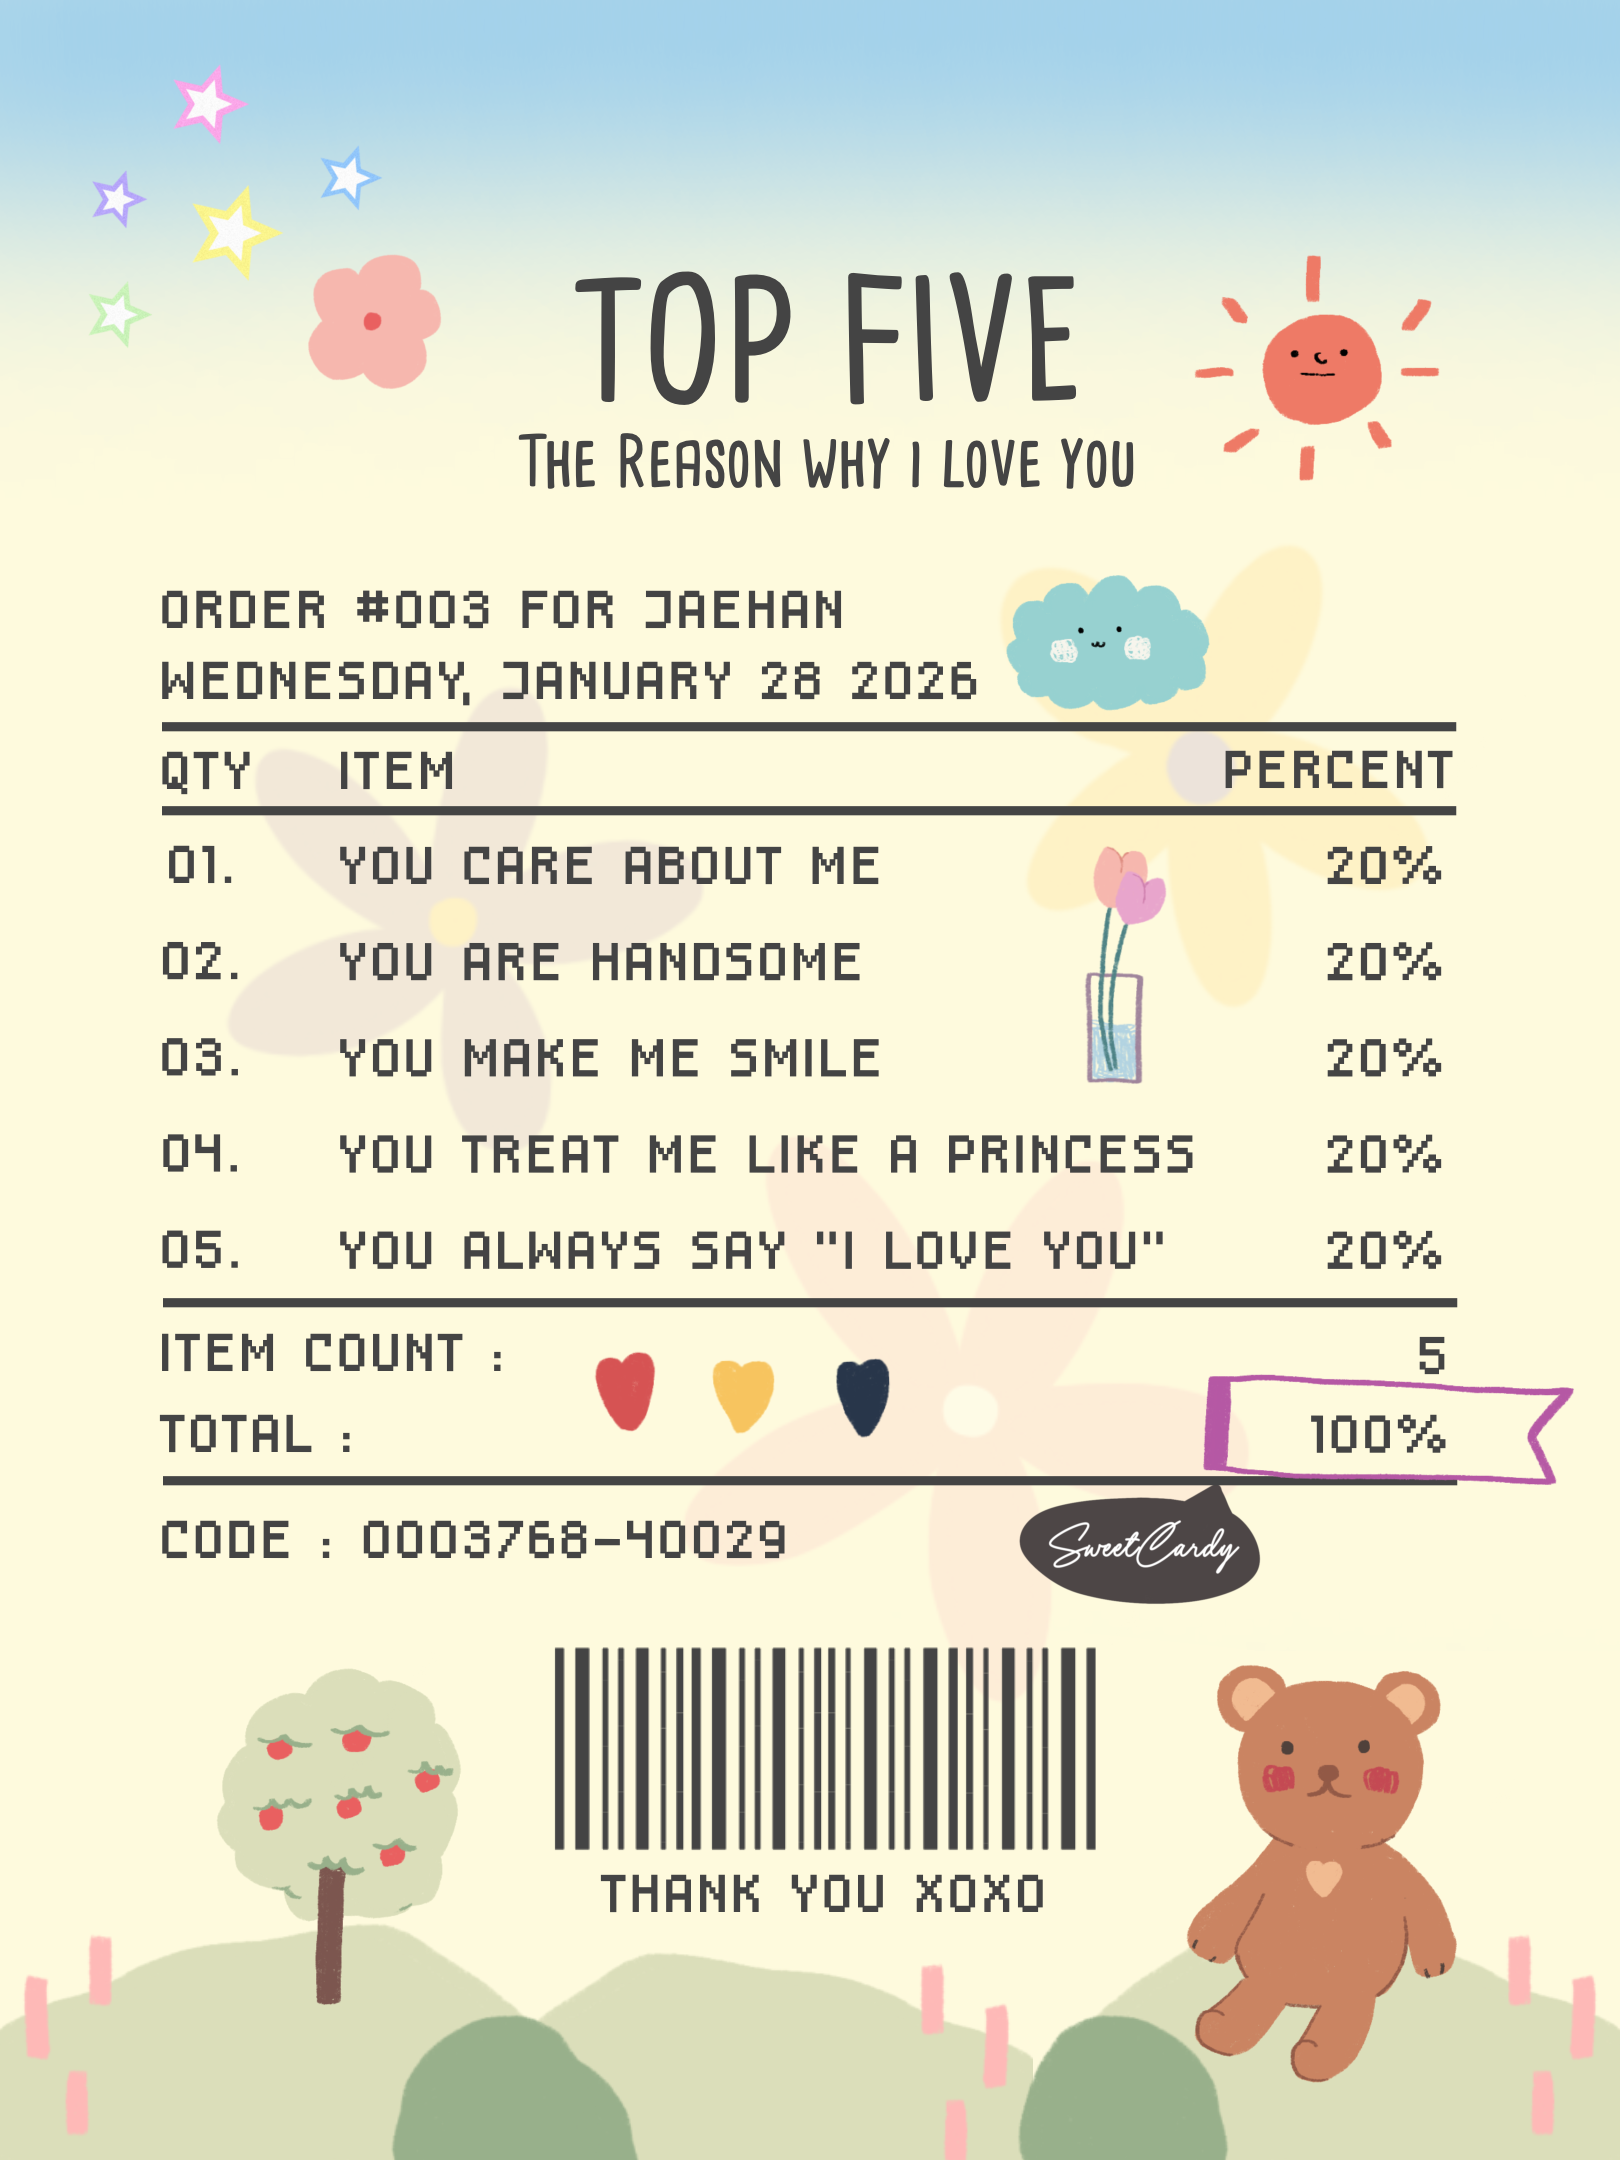 TOP FIVE
The Reason why i love you
ORDER #003 FOR JAEHAN
WEDNESDAY, JANUARY 28 2026
QTY ITEM PERCENT
01. YOU CARE ABOUT ME 20%
02. YOU ARE HANDSOME 20%
03. YOU MAKE ME SMILE 20%
04. YOU TREAT ME LIKE A PRINCESS 20%
05. YOU ALWAYS SAY "I LOVE YOU" 20%
ITEM COUNT : 5
TOTAL : 100%
CODE : 0003768-40029
SweetCardy
THANK YOU XOXO